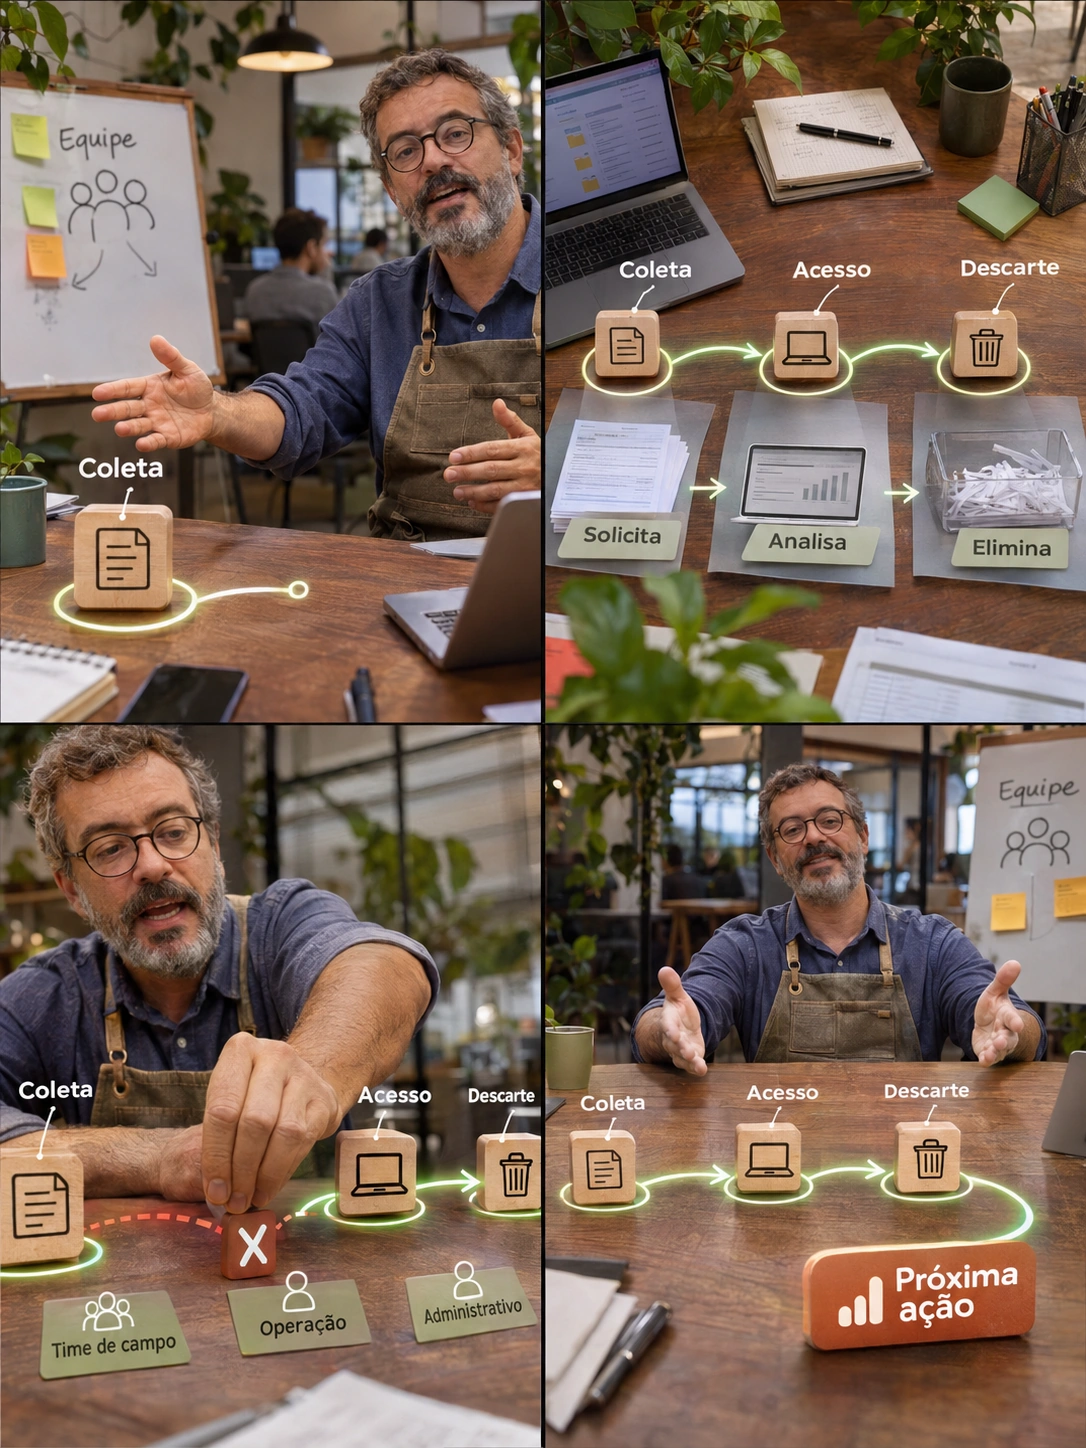 Equipe
Coleta
Coleta
Acesso
Descarte
Solicita
Analisa
Elimina
Coleta
Acesso
Descarte
X
Time de campo
Operação
Administrativo
Equipe
Coleta
Acesso
Descarte
Próxima
ação